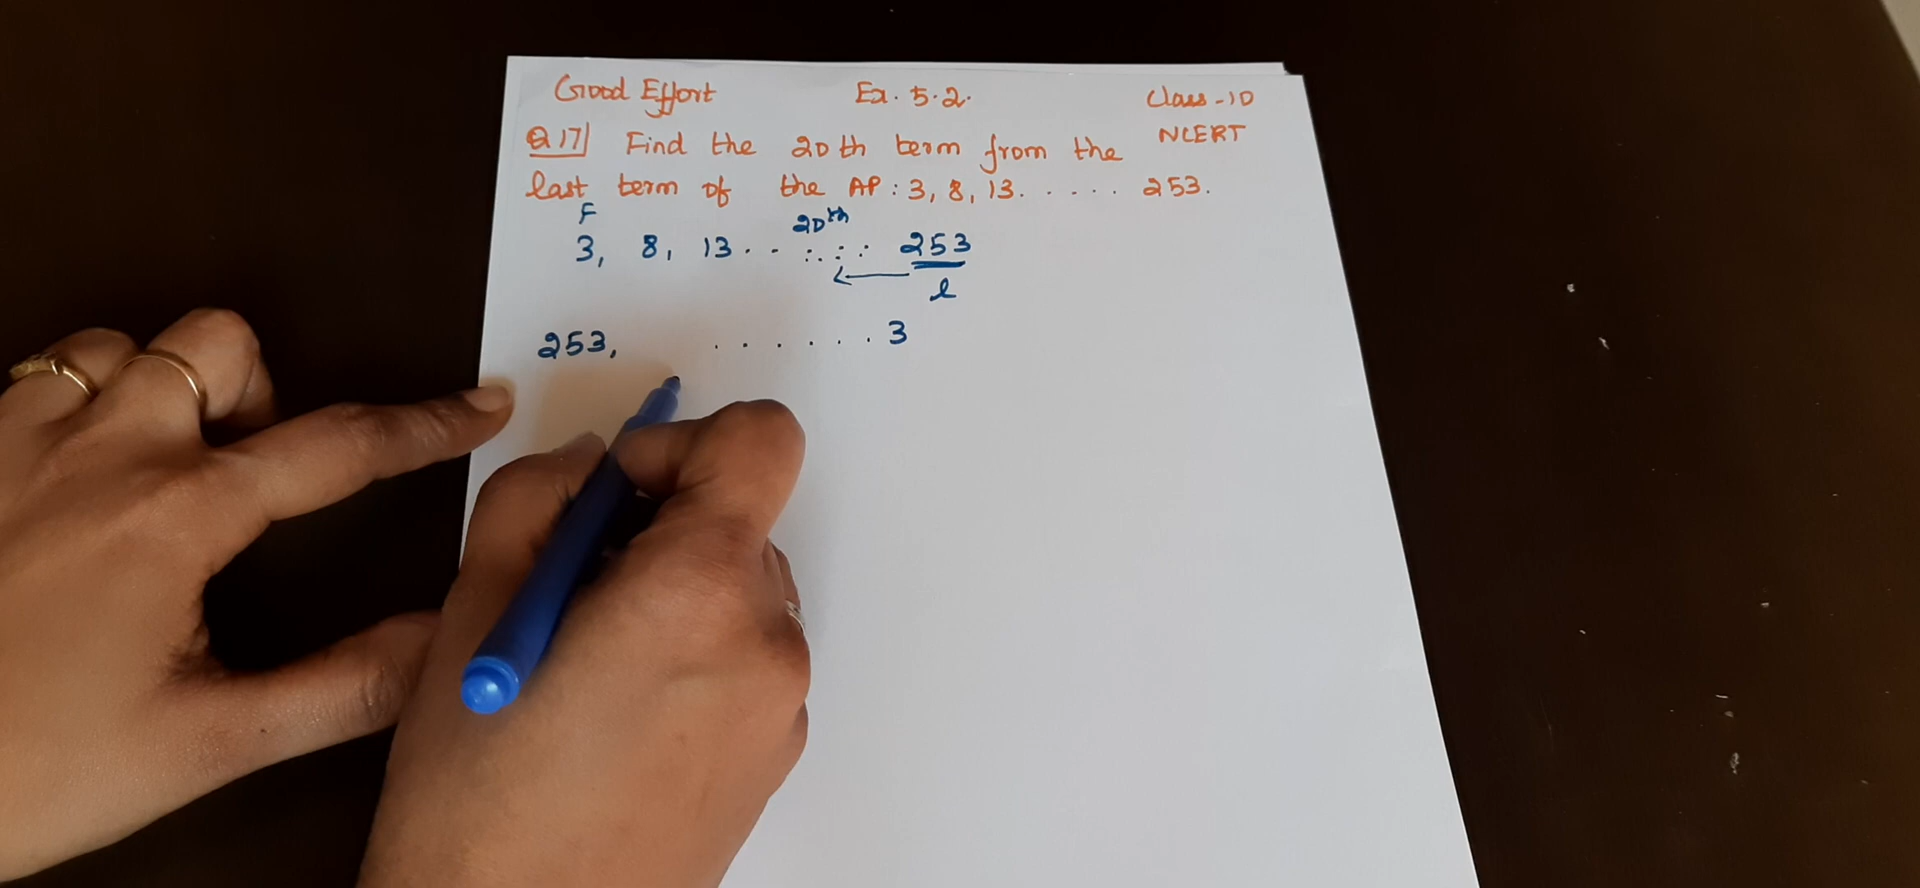 Good Effort Ex. 5.2. Class-10
NCERT
Q 17 Find the 20th term from the
last term of the AP: 3, 8, 13. . . . . . 253.
F 20th
3, 8, 13. . . . . . : : 253
l
253, . . . . . . . 3